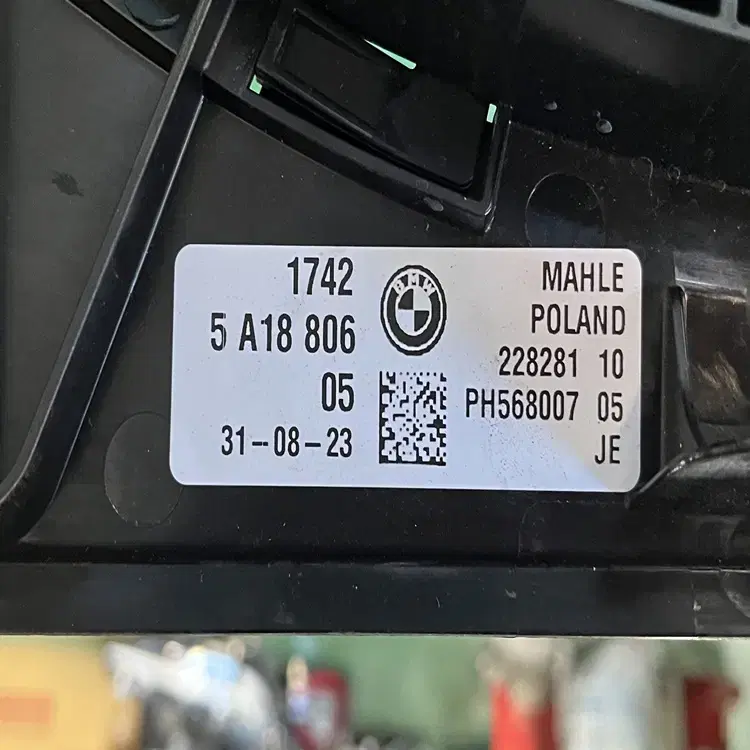 1742
5 A18 806
05
31-08-23
BMW
MAHLE
POLAND
228281 10
PH568007 05
JE